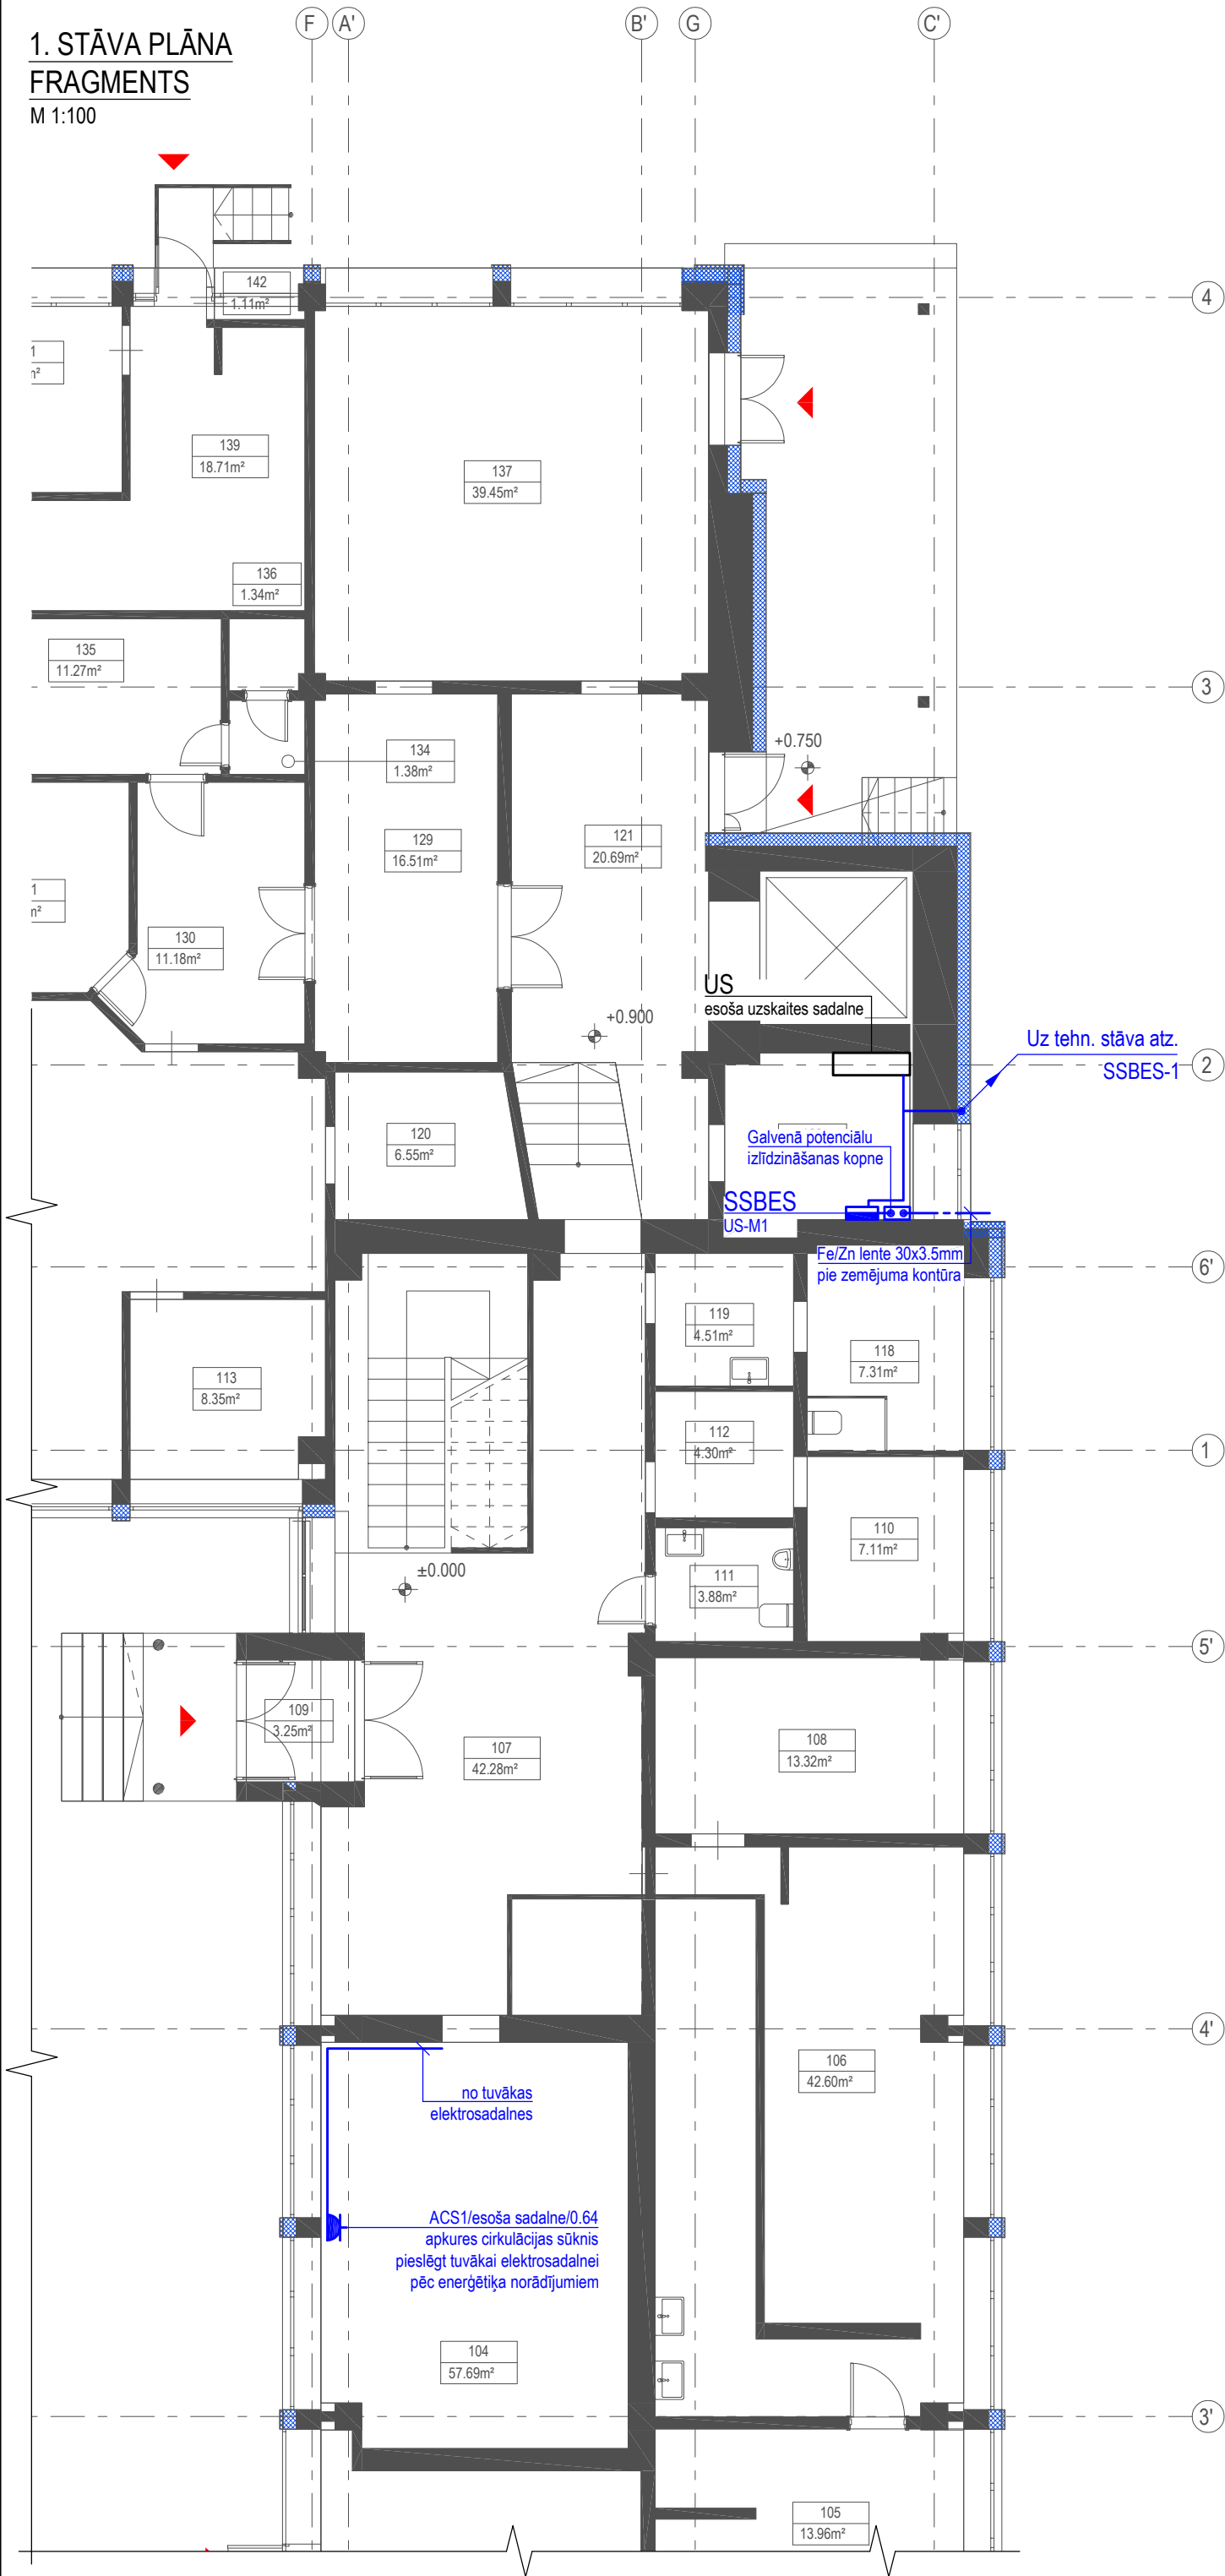 1. STĀVA PLĀNA
FRAGMENTS
M 1:100
F
A'
B'
G
C'
142
1.11m²
4
139
18.71m²
137
39.45m²
136
1.34m²
135
11.27m²
3
134
1.38m²
+0.750
129
16.51m²
121
20.69m²
130
11.18m²
US
esoša uzskaites sadalne
+0.900
Uz tehn. stāva atz.
SSBES-1
2
120
6.55m²
Galvenā potenciālu
izlīdzināšanas kopne
SSBES
US-M1
Fe/Zn lente 30x3.5mm
pie zemējuma kontūra
6'
119
4.51m²
118
7.31m²
113
8.35m²
112
4.30m²
1
110
7.11m²
111
3.88m²
±0.000
5'
109
3.25m²
107
42.28m²
108
13.32m²
4'
106
42.60m²
no tuvākas
elektrosadalnes
ACS1/esoša sadalne/0.64
apkures cirkulācijas sūknis
pieslēgt tuvākai elektrosadalnei
pēc enerģētiķa norādījumiem
104
57.69m²
3'
105
13.96m²